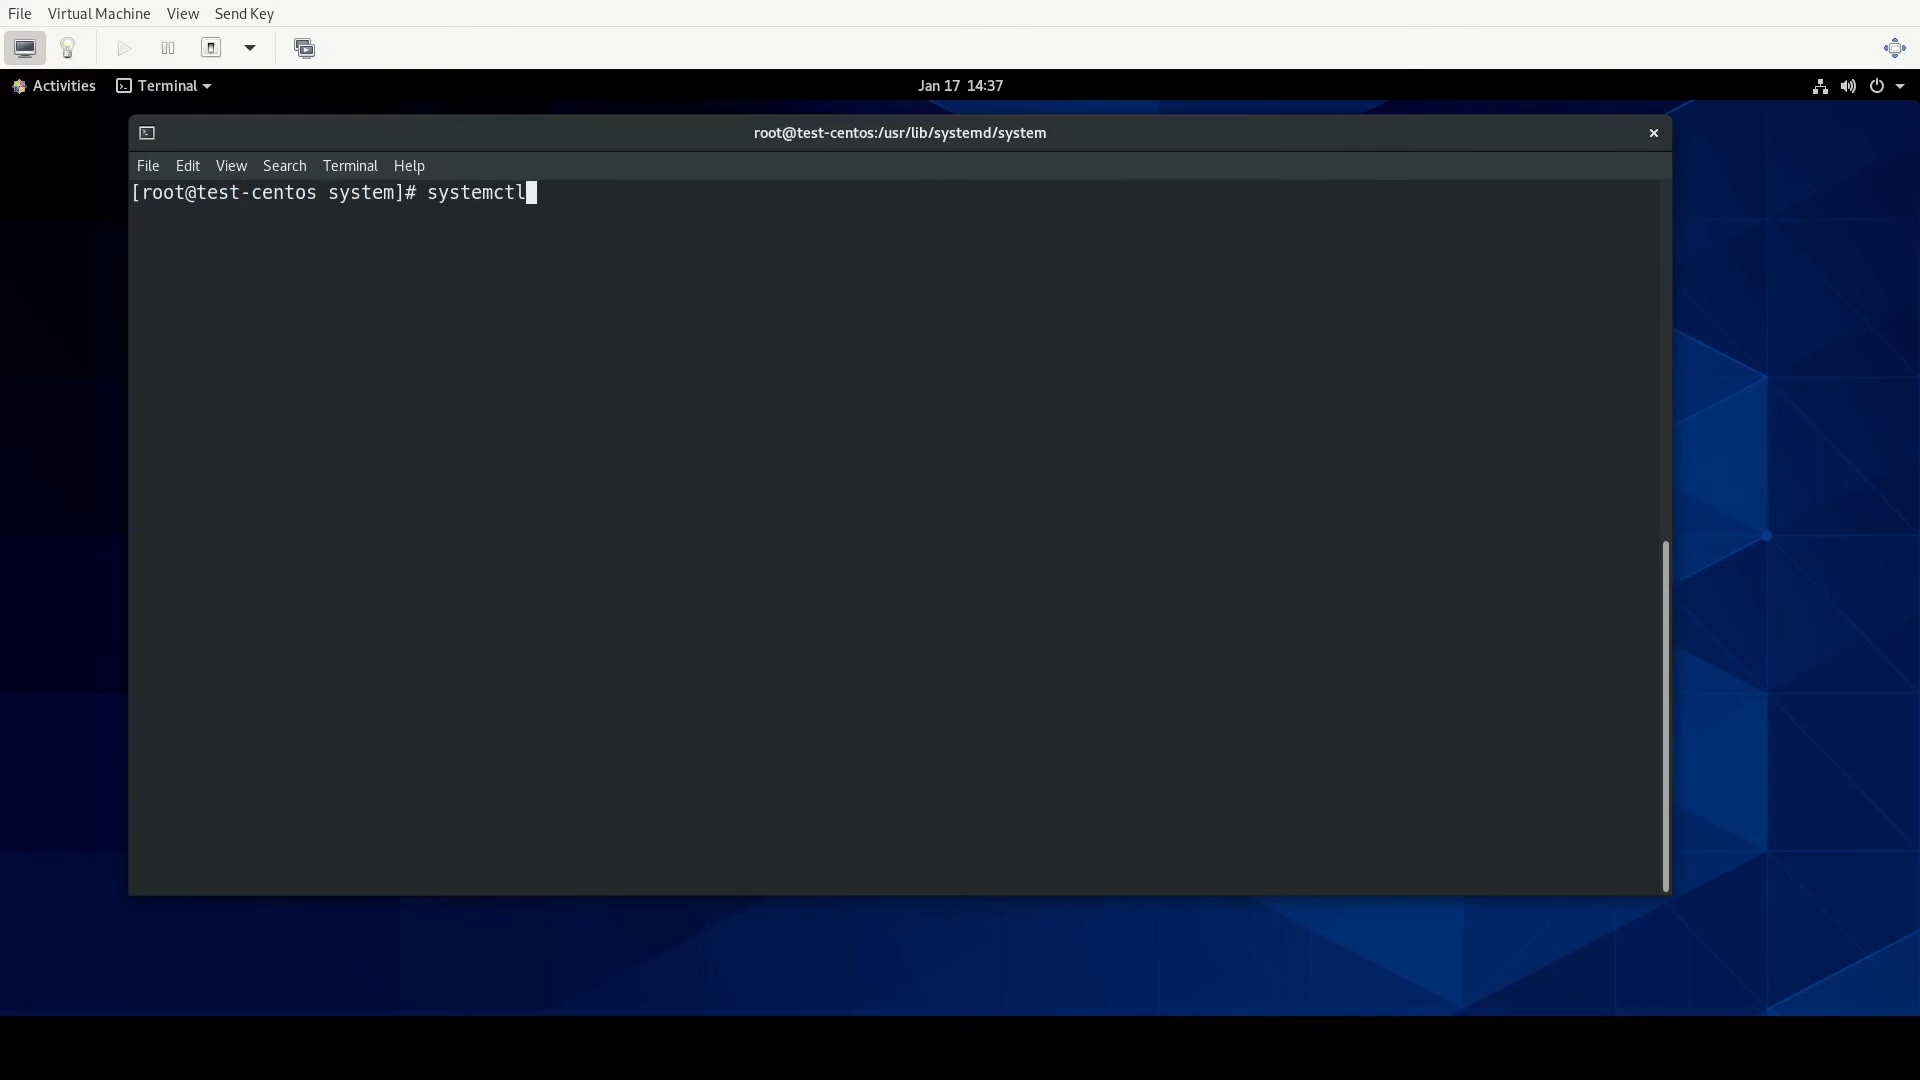 File Virtual Machine View Send Key
Activities Terminal Jan 17 14:37
root@test-centos:/usr/lib/systemd/system
File Edit View Search Terminal Help
[root@test-centos system]# systemctl